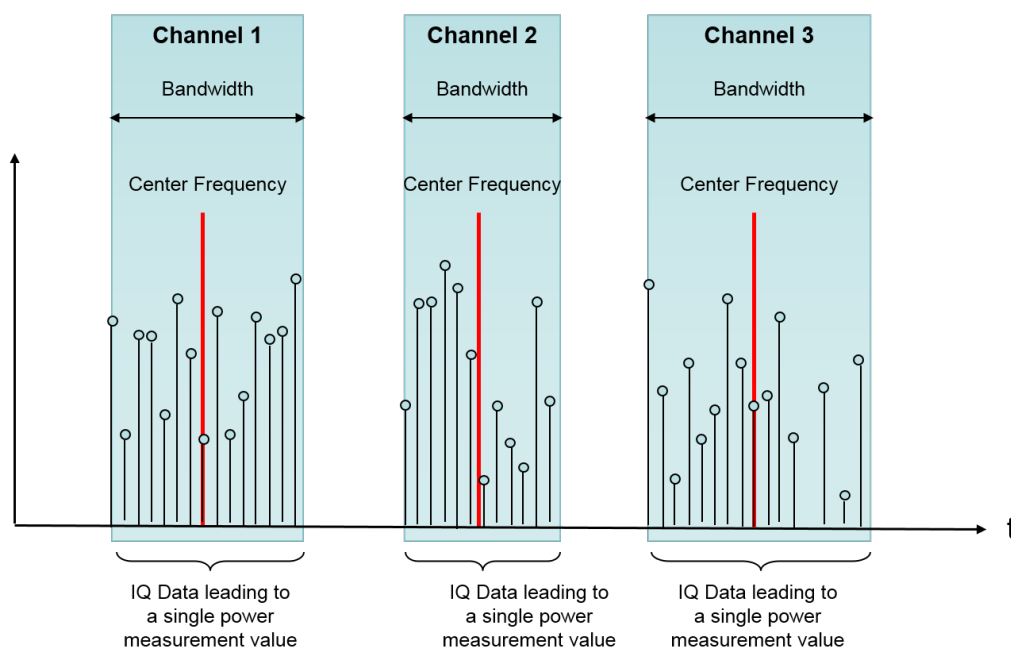 Channel 1
Channel 2
Channel 3
Bandwidth
Bandwidth
Bandwidth
Center Frequency
Center Frequency
Center Frequency
t
IQ Data leading to
a single power
measurement value
IQ Data leading to
a single power
measurement value
IQ Data leading to
a single power
measurement value